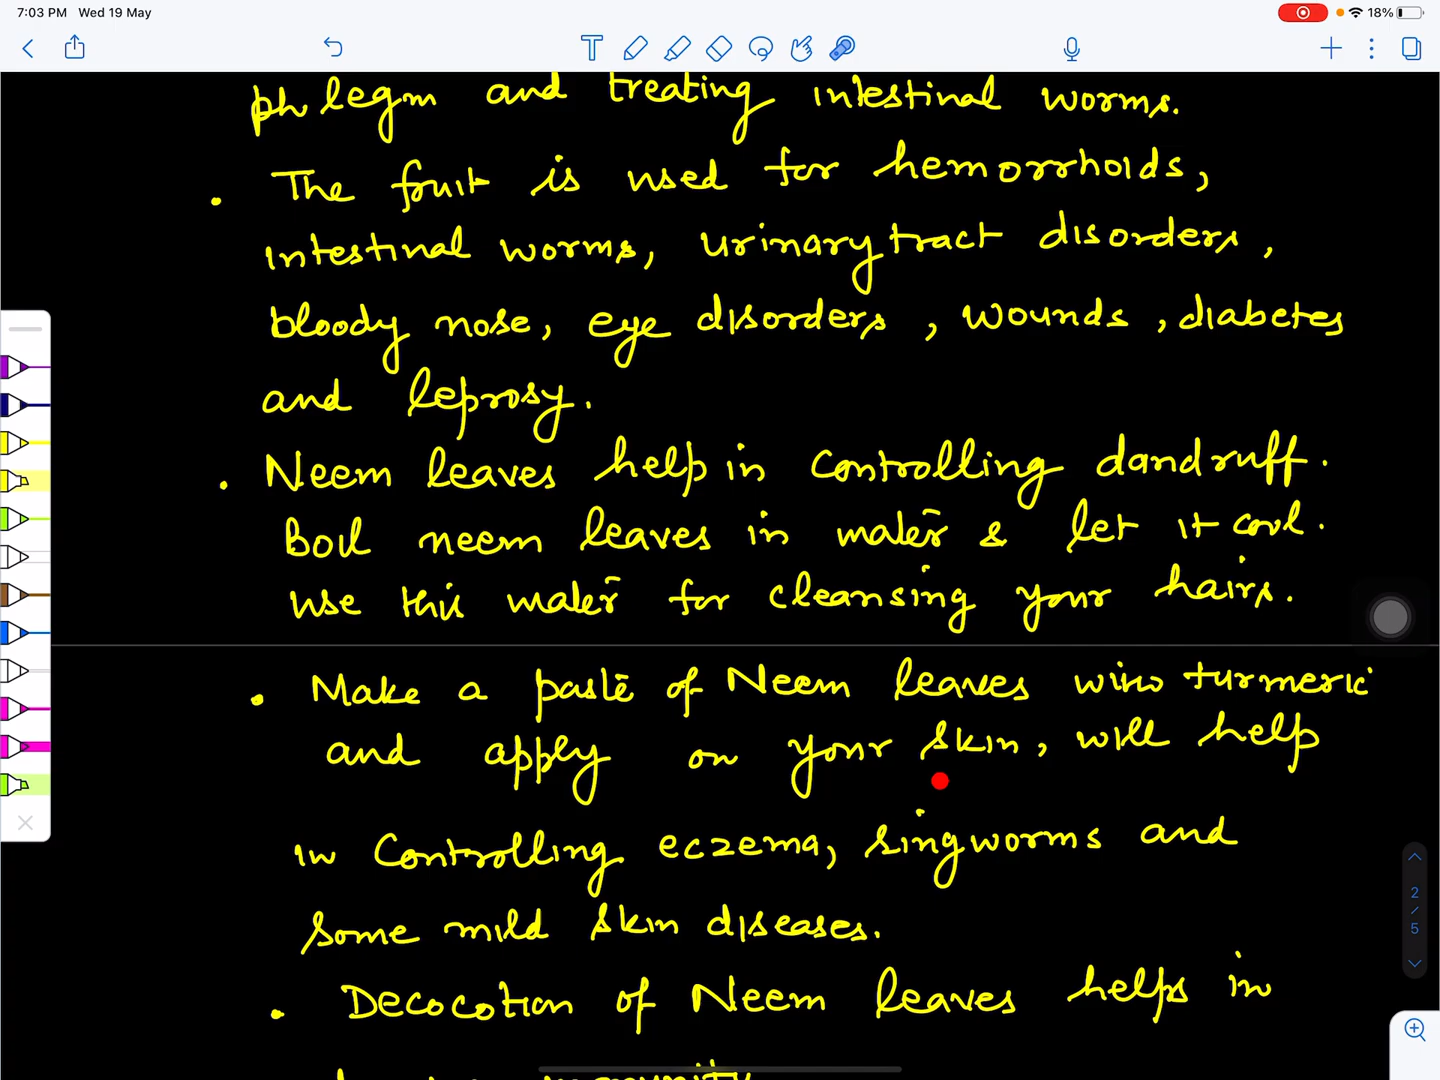 7:03 PM Wed 19 May
18%
phlegm and treating intestinal worms.
. The fruit is used for hemorrhoids,
intestinal worms, urinary tract disorders,
bloody nose, eye disorders, wounds, diabetes
and leprosy.
. Neem leaves help in controlling dandruff.
Boil neem leaves in water & let it cool.
Use this water for cleansing your hairs.
. Make a paste of Neem leaves with turmeric
and apply on your skin, will help
in controlling eczema, ringworms and
some mild skin diseases.
. Decocotion of Neem leaves helps in
immunity
2/5